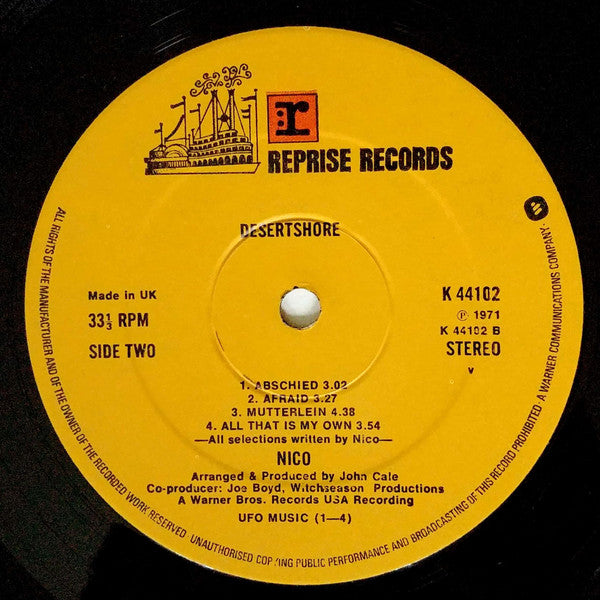 r
REPRISE RECORDS
DESERTSHORE
Made in UK
33⅓ RPM
SIDE TWO
K 44102
℗ 1971
K 44102 B
STEREO
v
1. ABSCHIED 3.02
2. AFRAID 3.27
3. MUTTERLEIN 4.38
4. ALL THAT IS MY OWN 3.54
—All selections written by Nico—
NICO
Arranged & Produced by John Cale
Co-producer: Joe Boyd, Witchseason Productions
A Warner Bros. Records USA Recording
UFO MUSIC (1—4)
ALL RIGHTS OF THE MANUFACTURER AND OF THE OWNER OF THE RECORDED WORK RESERVED. UNAUTHORISED COPYING PUBLIC PERFORMANCE AND BROADCASTING OF THIS RECORD PROHIBITED · A WARNER COMMUNICATIONS COMPANY·